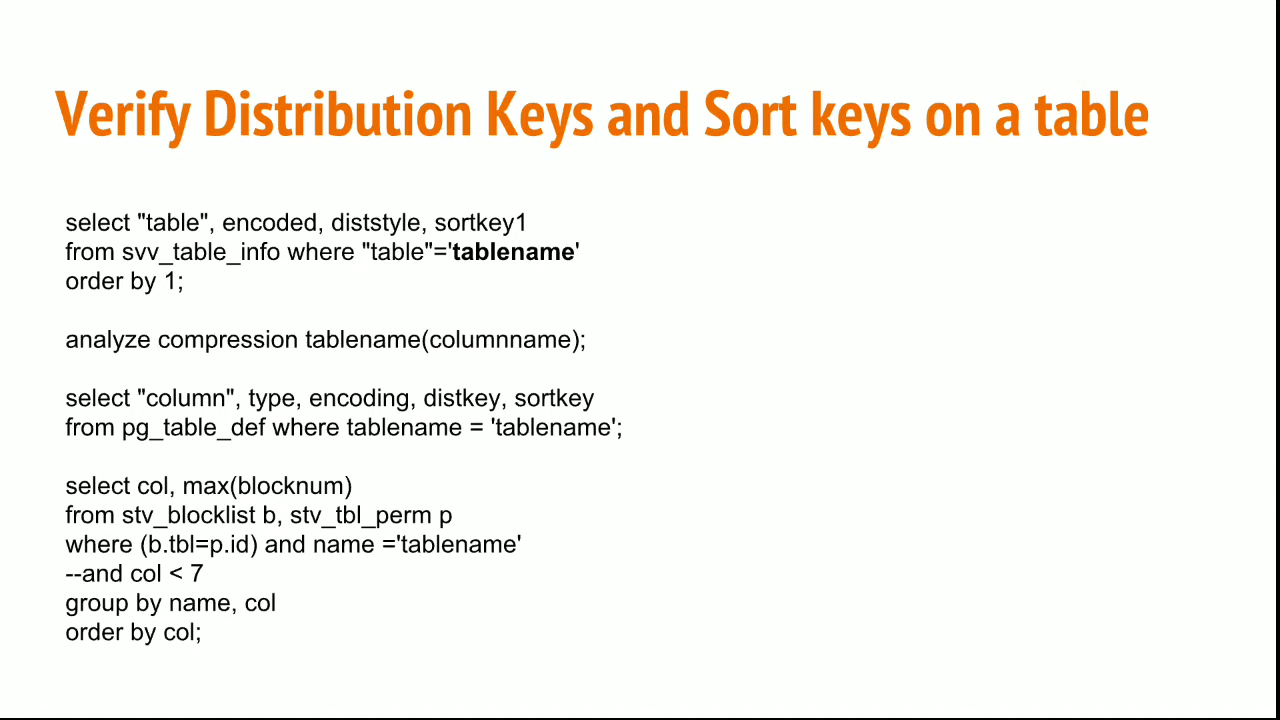 Verify Distribution Keys and Sort keys on a table
select "table", encoded, diststyle, sortkey1
from svv_table_info where "table"='tablename'
order by 1;
analyze compression tablename(columnname);
select "column", type, encoding, distkey, sortkey
from pg_table_def where tablename = 'tablename';
select col, max(blocknum)
from stv_blocklist b, stv_tbl_perm p
where (b.tbl=p.id) and name ='tablename'
--and col < 7
group by name, col
order by col;